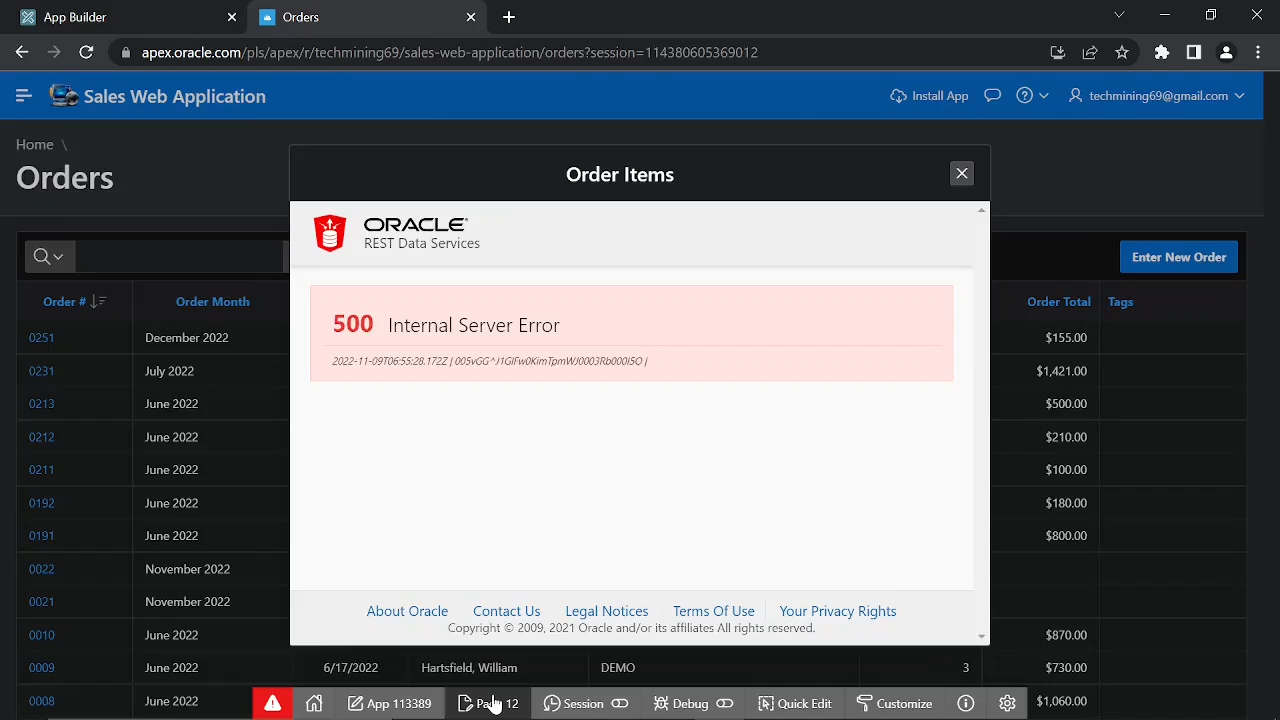 App Builder
Orders
apex.oracle.com/pls/apex/r/techmining69/sales-web-application/orders?session=114380605369012
Sales Web Application
Install App
techmining69@gmail.com
Home \
Orders
Order Items
ORACLE
REST Data Services
Enter New Order
500 Internal Server Error
Order # Order Month Order Total Tags
0251 December 2022 $155.00
0231 July 2022 $1,421.00
0213 June 2022 $500.00
0212 June 2022 $210.00
0211 June 2022 $100.00
0192 June 2022 $180.00
0191 June 2022 $800.00
0022 November 2022
0021 November 2022
About Oracle Contact Us Legal Notices Terms Of Use Your Privacy Rights
Copyright © 2009, 2021 Oracle and/or its affiliates All rights reserved.
0010 June 2022 $870.00
0009 June 2022 6/17/2022 Hartsfield, William DEMO 3 $730.00
0008 June 2022 $1,060.00
App 113389 12 Session Debug Quick Edit Customize